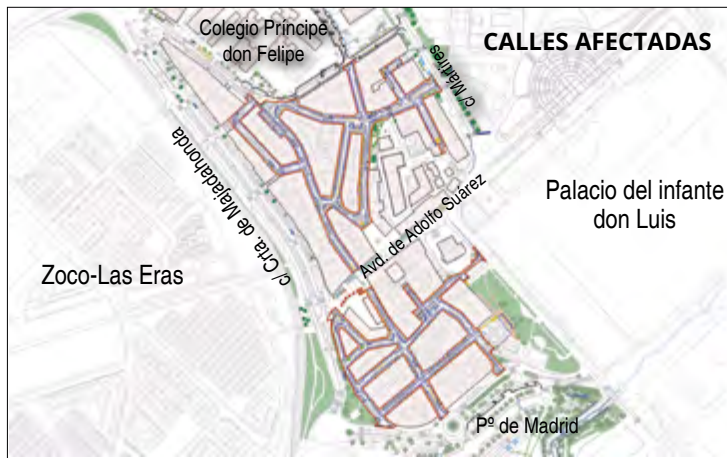 Colegio Príncipe
don Felipe
c/ Mártires
CALLES AFECTADAS
c/ Crta. de Majadahonda
Palacio del infante
don Luis
Avd. de Adolfo Suárez
Zoco-Las Eras
Pº de Madrid